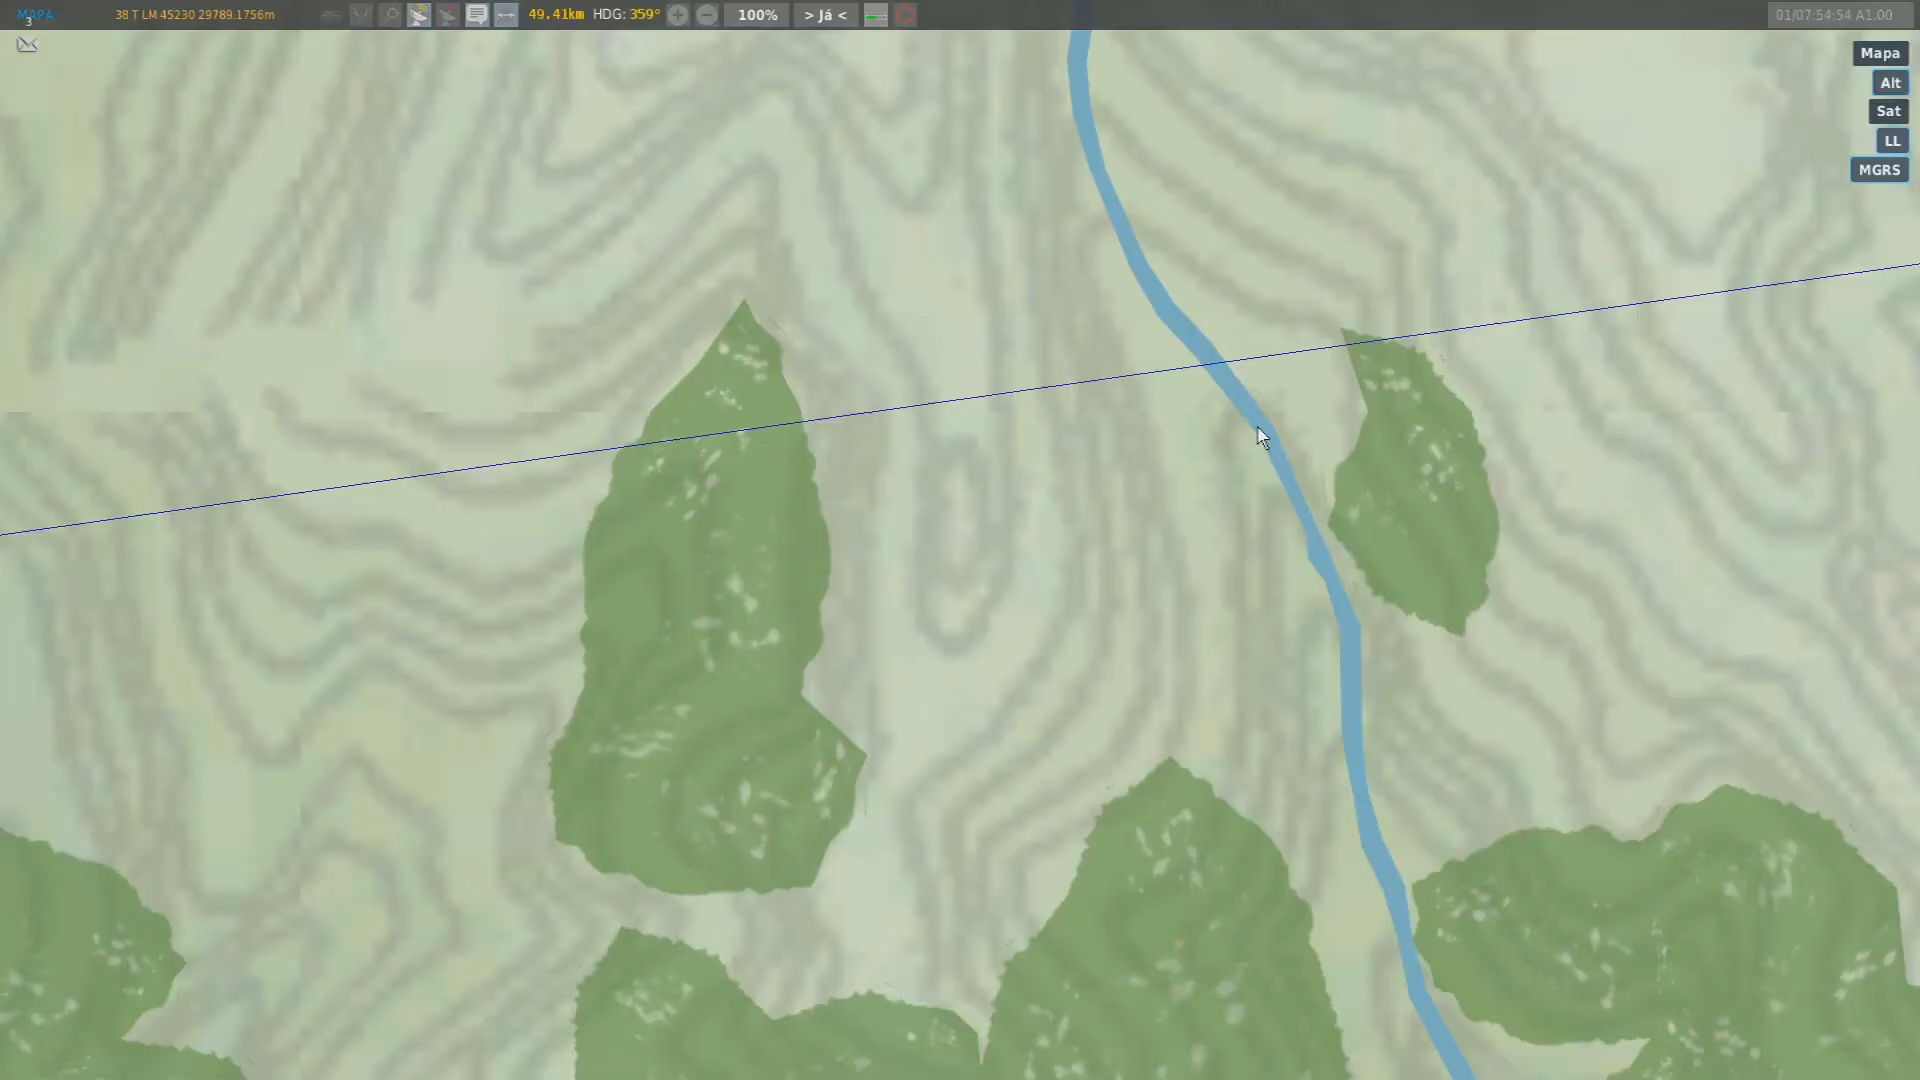 MAPA 38 T LM 45230 29789.1756m 49.41km HDG: 359° 100% > Já < 01/07:54:54 A1.00
3
Mapa
Alt
Sat
LL
MGRS